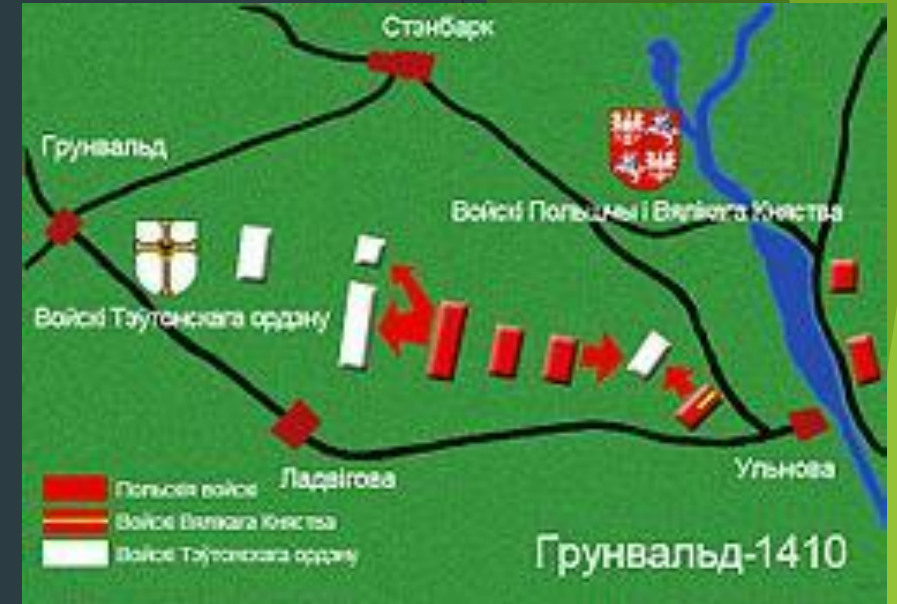 Стэнбарк
Грунвальд
Войскі Польшчы і Вялікага Княства
Войскі Тэўтонскага ордэну
Ладвігова
Ульнова
Польскія войскі
Войскі Вялікага Княства
Войскі Тэўтонскага ордэну
Грунвальд-1410